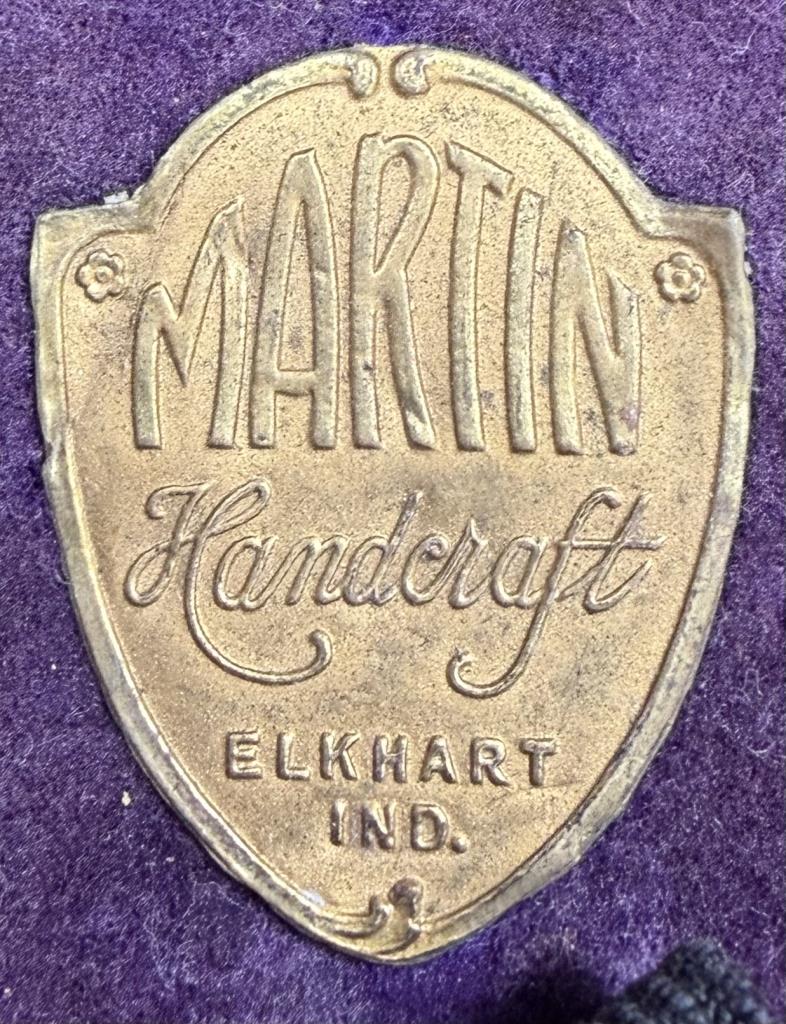 MARTIN
Handcraft
ELKHART
IND.